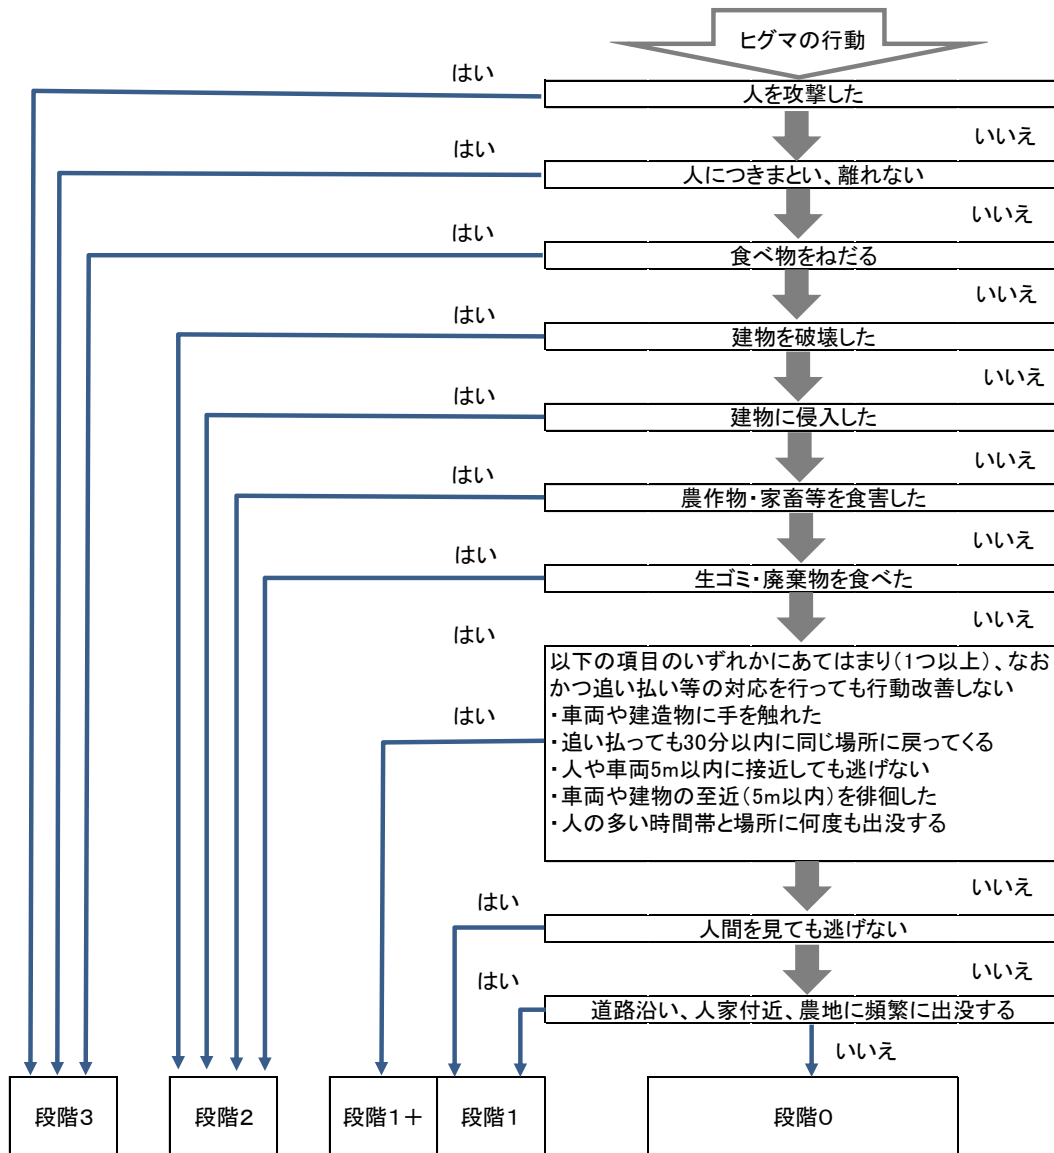 ヒグマの行動
はい
人を攻撃した
いいえ
はい
人につきまとい、離れない
いいえ
はい
食べ物をねだる
いいえ
はい
建物を破壊した
いいえ
はい
建物に侵入した
いいえ
はい
農作物・家畜等を食害した
いいえ
はい
生ゴミ・廃棄物を食べた
いいえ
はい
以下の項目のいずれかにあてはまり(1つ以上)、なお
かつ追い払い等の対応を行っても行動改善しない
はい
・車両や建造物に手を触れた
・追い払っても30分以内に同じ場所に戻ってくる
・人や車両5m以内に接近しても逃げない
・車両や建物の至近(5m以内)を徘徊した
・人の多い時間帯と場所に何度も出没する
いいえ
はい
人間を見ても逃げない
いいえ
はい
道路沿い、人家付近、農地に頻繁に出没する
いいえ
段階3
段階2
段階1+
段階1
段階0